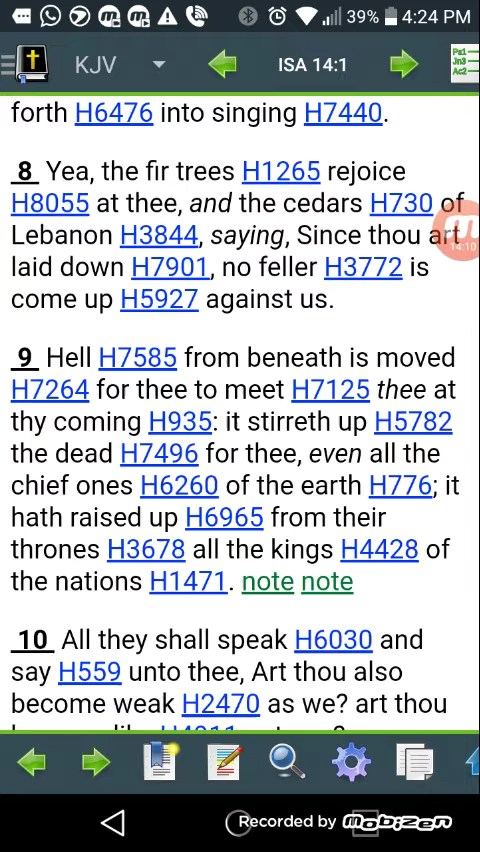 39% 4:24 PM
KJV ISA 14:1
Ps1
Jn3
Ac2
forth H6476 into singing H7440.
8 Yea, the fir trees H1265 rejoice
H8055 at thee, and the cedars H730 of
Lebanon H3844, saying, Since thou art
14:10
laid down H7901, no feller H3772 is
come up H5927 against us.
9 Hell H7585 from beneath is moved
H7264 for thee to meet H7125 thee at
thy coming H935: it stirreth up H5782
the dead H7496 for thee, even all the
chief ones H6260 of the earth H776; it
hath raised up H6965 from their
thrones H3678 all the kings H4428 of
the nations H1471. note note
10 All they shall speak H6030 and
say H559 unto thee, Art thou also
become weak H2470 as we? art thou
Recorded by Mobizen